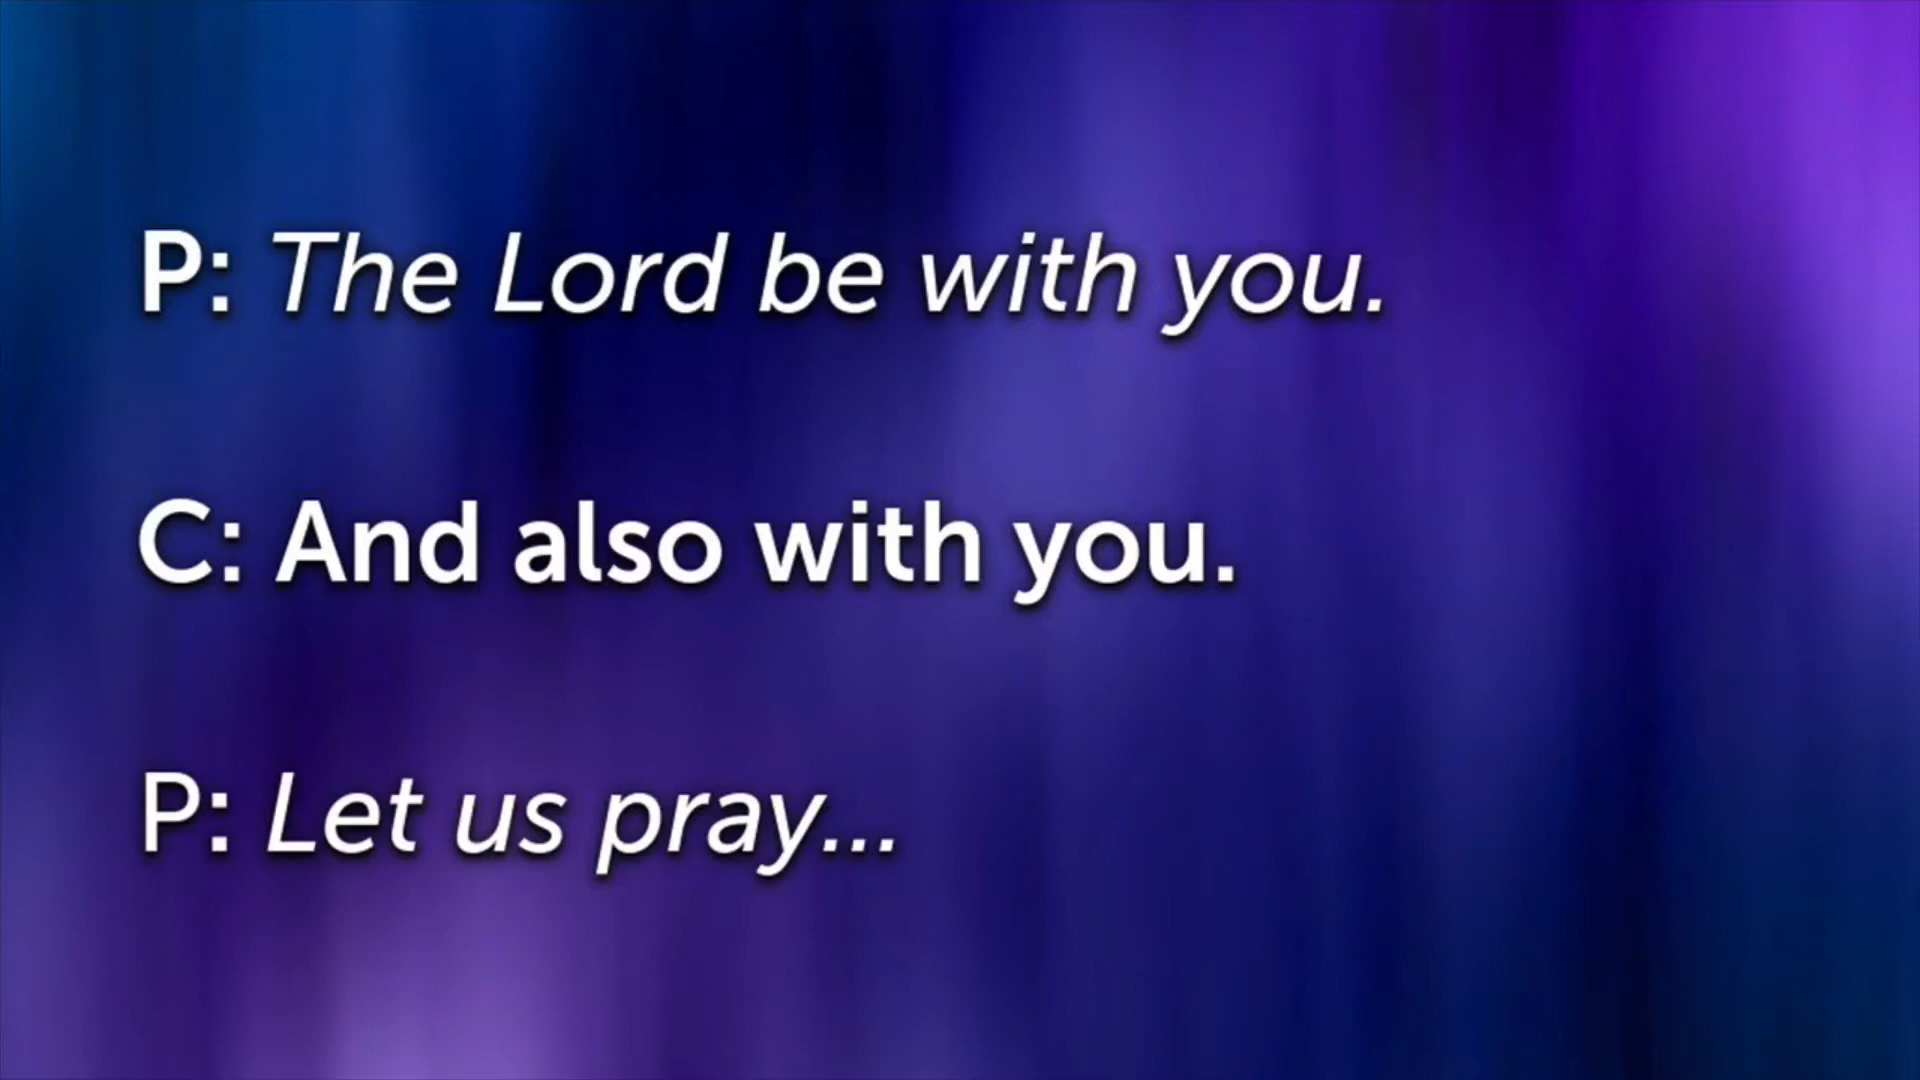 P: The Lord be with you.
C: And also with you.
P: Let us pray...